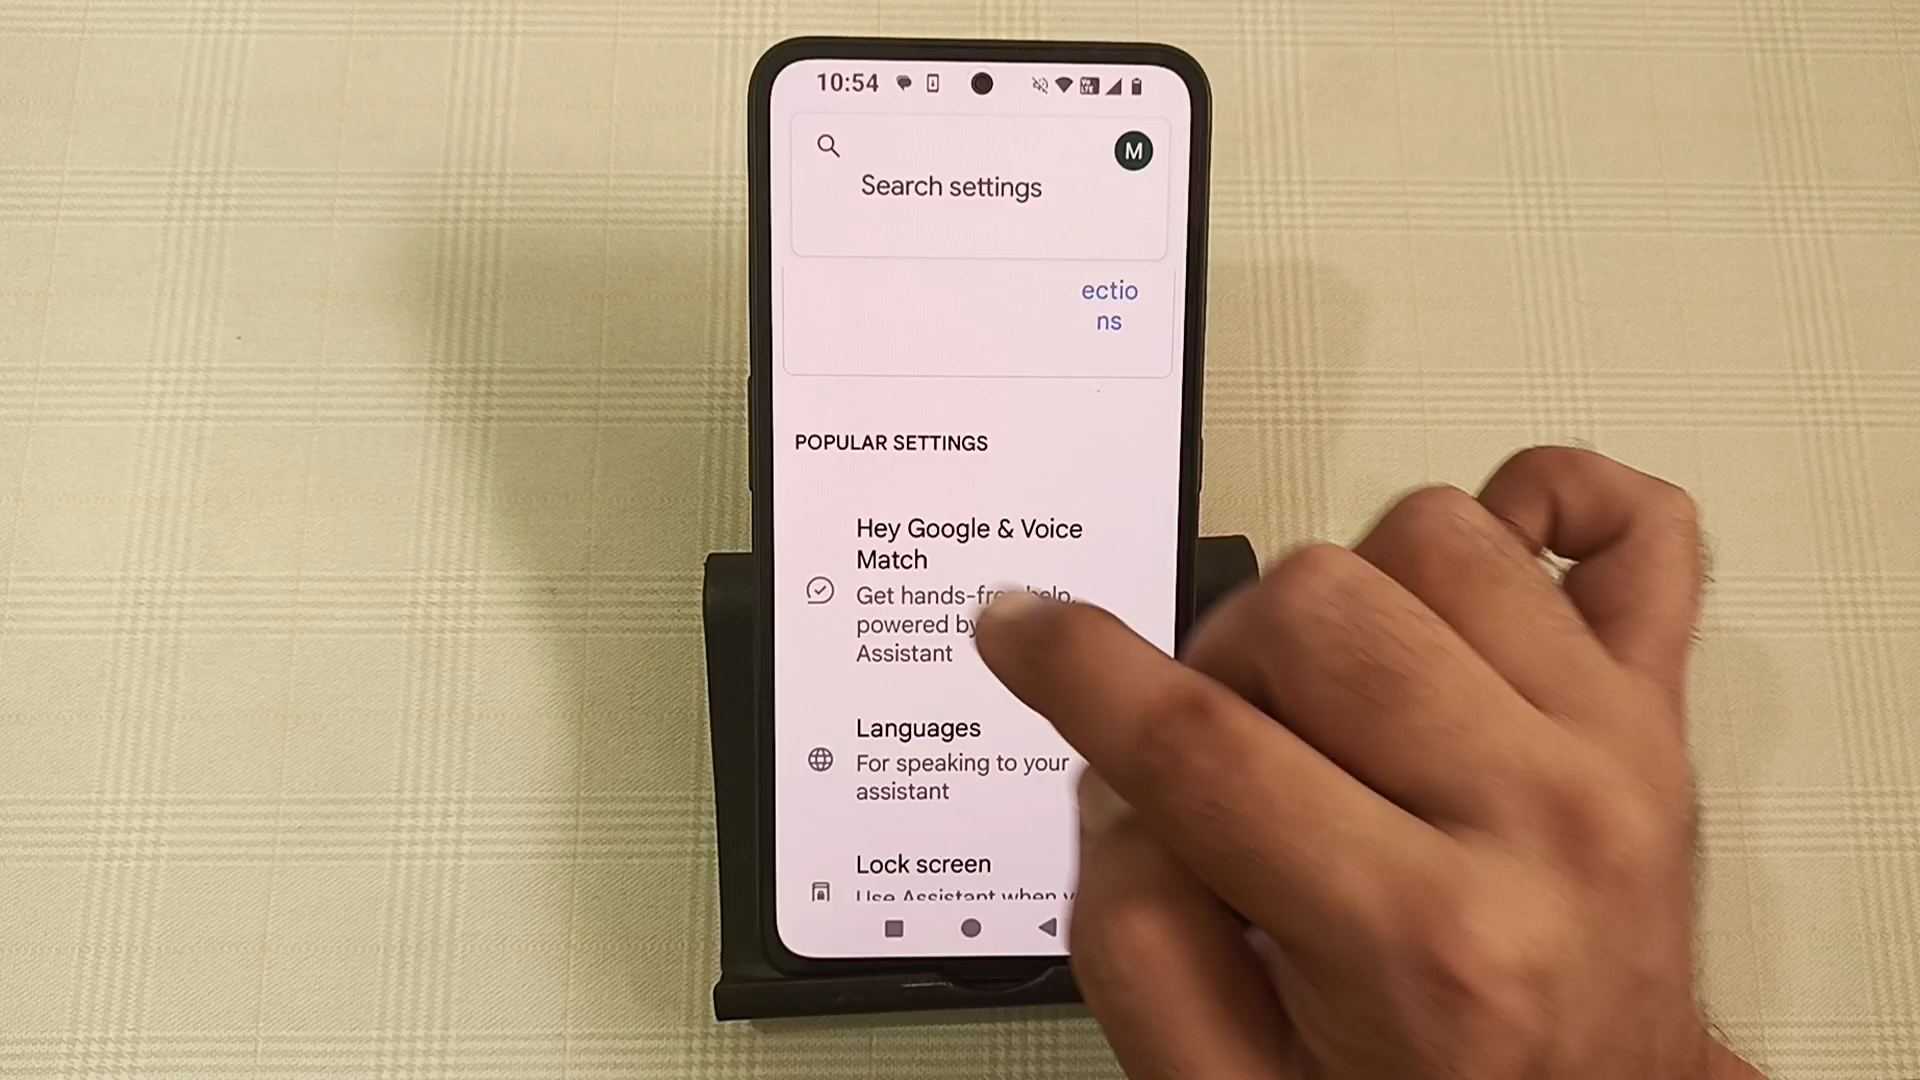 10:54
M
Search settings
ectio
ns
POPULAR SETTINGS
Hey Google & Voice
Match
Get hands-free help,
powered by
Assistant
Languages
For speaking to your
assistant
Lock screen
Use Assistant when